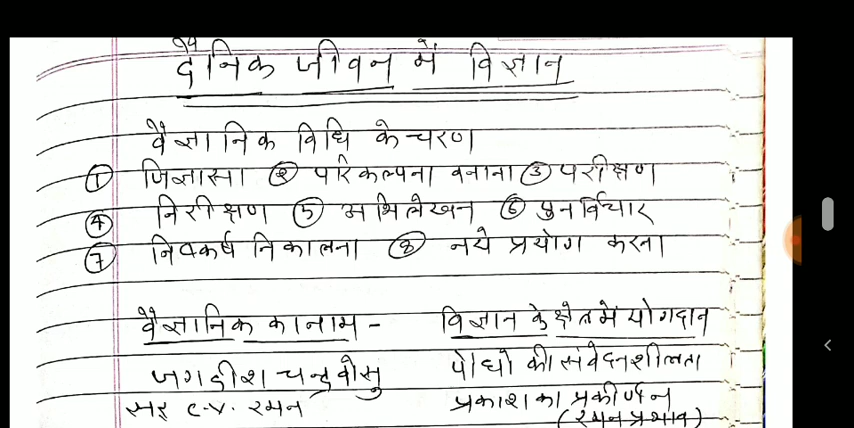 दैनिक जीवन में विज्ञान
वैज्ञानिक विधि के चरण
① जिज्ञासा ② परिकल्पना बनाना ③ परीक्षण
④ निरीक्षण ⑤ अभिलेखन ⑥ पुनर्विचार
⑦ निष्कर्ष निकालना ⑧ नये प्रयोग करना
वैज्ञानिक का नाम - विज्ञान के क्षेत्र में योगदान
जगदीश चन्द्र बोसु पौधो की संवेदनशीलता
सर C.V. रमन प्रकाश का प्रकीर्णन
(रमन प्रभाव)